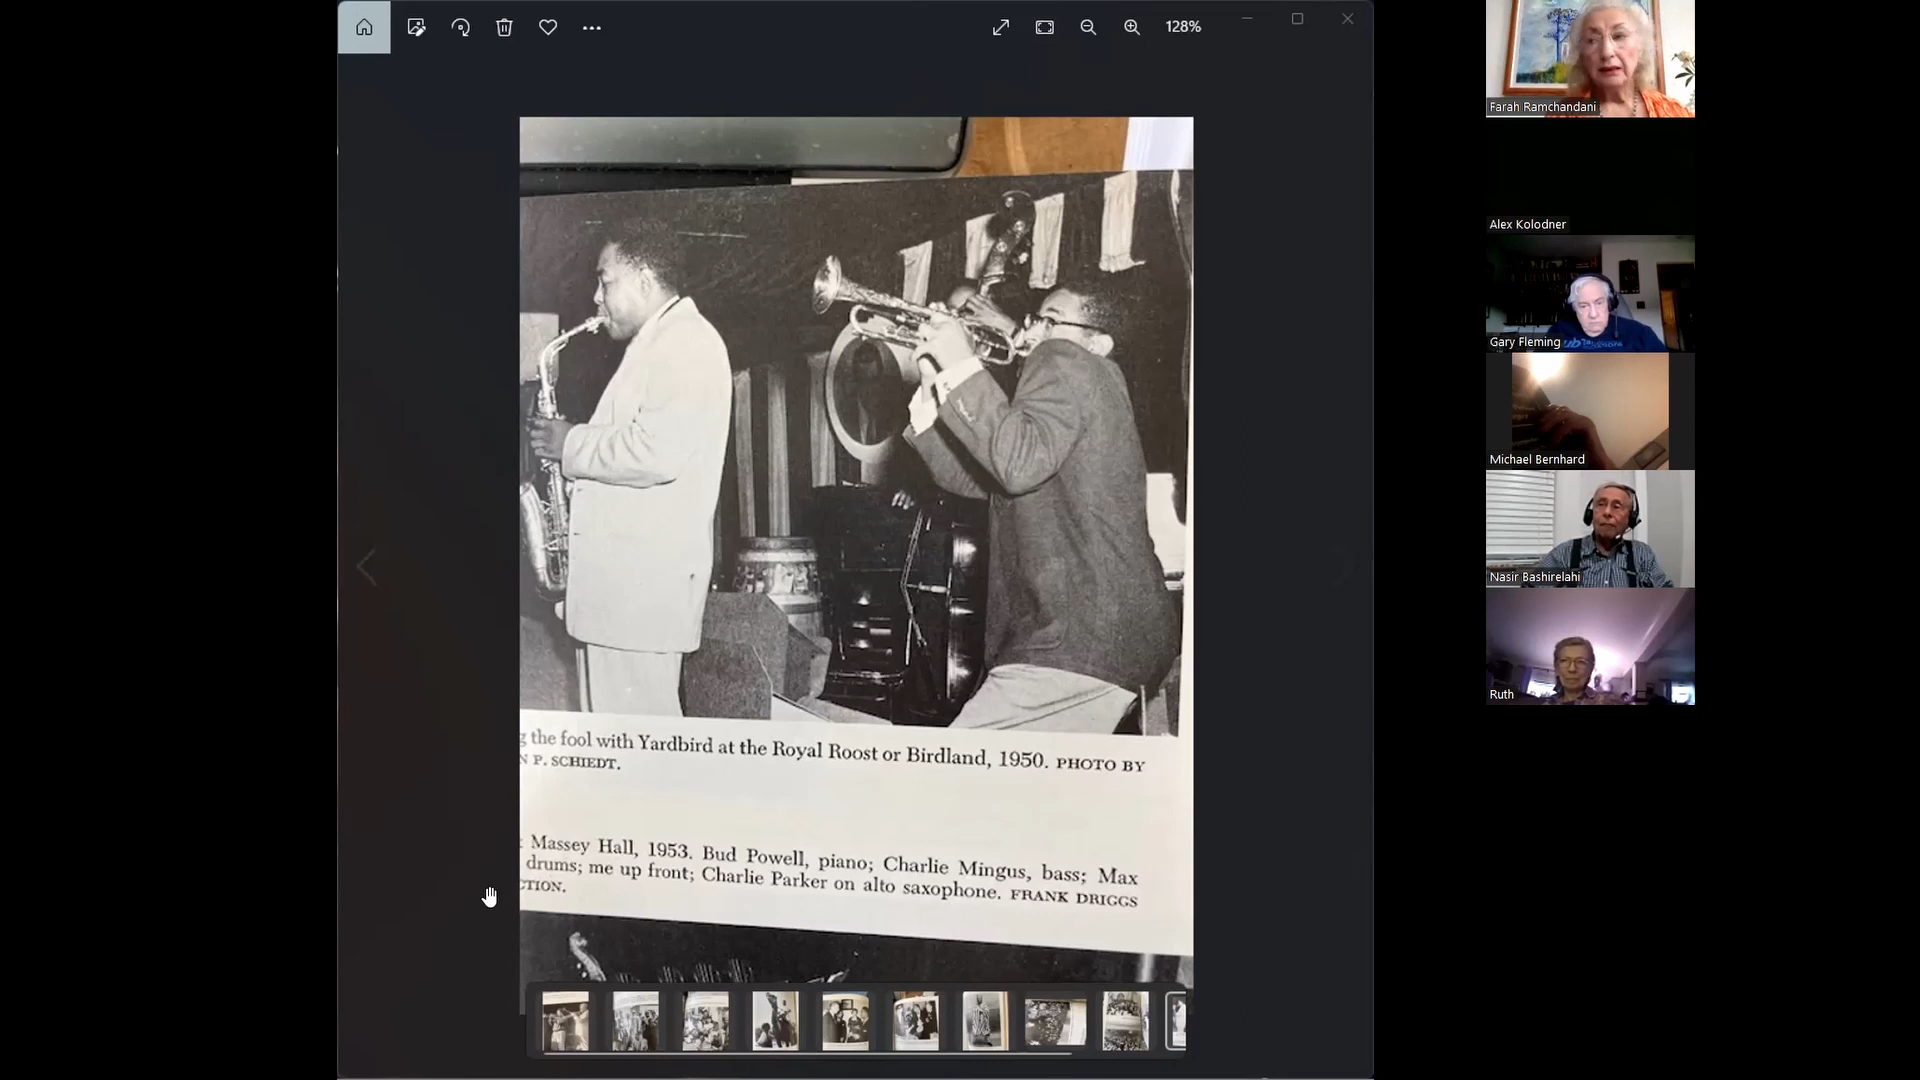 128%
g the fool with Yardbird at the Royal Roost or Birdland, 1950. PHOTO BY
N P. SCHIEDT.
: Massey Hall, 1953. Bud Powell, piano; Charlie Mingus, bass; Max
drums; me up front; Charlie Parker on alto saxophone. FRANK DRIGGS
CTION.
Farah Ramchandani
Alex Kolodner
Gary Fleming
Michael Bernhard
Nasir Bashirelahi
Ruth